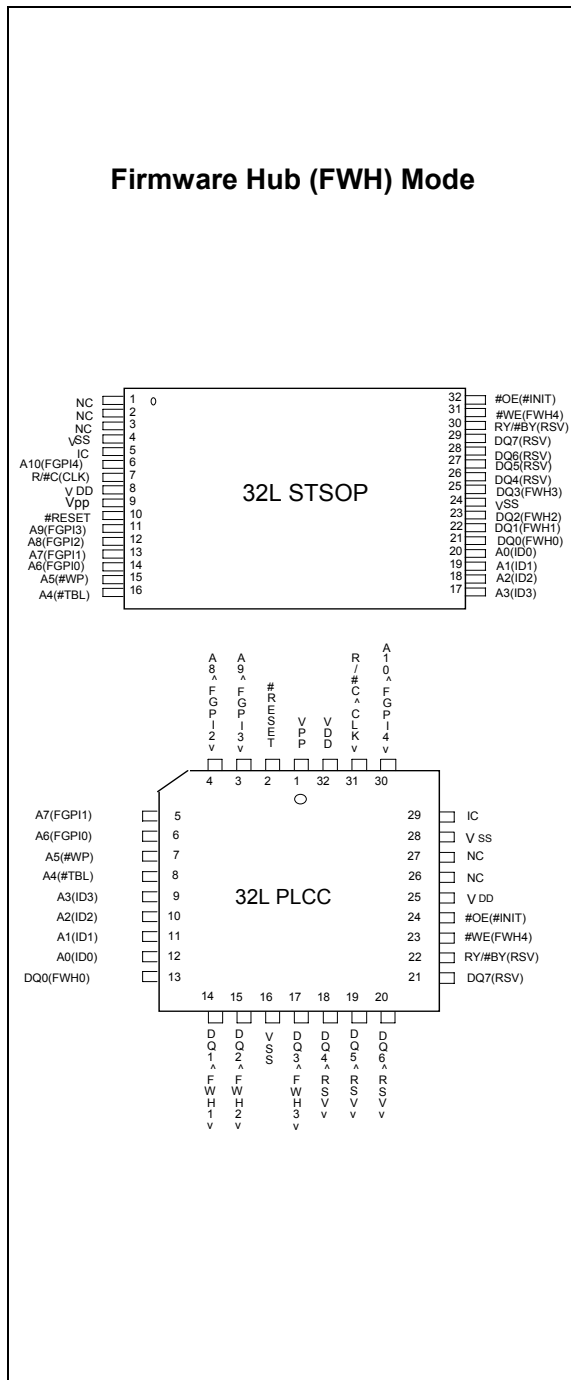 Firmware Hub (FWH) Mode
NC 1
NC 2
NC 3
VSS 4
IC 5
A10(FGPI4) 6
R/#C(CLK) 7
VDD 8
Vpp 9
#RESET 10
A9(FGPI3) 11
A8(FGPI2) 12
A7(FGPI1) 13
A6(FGPI0) 14
A5(#WP) 15
A4(#TBL) 16
32L STSOP
32 #OE(#INIT)
31 #WE(FWH4)
30 RY/#BY(RSV)
29 DQ7(RSV)
28 DQ6(RSV)
27 DQ5(RSV)
26 DQ4(RSV)
25 DQ3(FWH3)
24 VSS
23 DQ2(FWH2)
22 DQ1(FWH1)
21 DQ0(FWH0)
20 A0(ID0)
19 A1(ID1)
18 A2(ID2)
17 A3(ID3)
A8^FGPI2v
A9^FGPI3v
#RESET
VPP
VDD
R/#C^CLKv
A10^FGPI4v
4 3 2 1 32 31 30
A7(FGPI1) 5
A6(FGPI0) 6
A5(#WP) 7
A4(#TBL) 8
A3(ID3) 9
A2(ID2) 10
A1(ID1) 11
A0(ID0) 12
DQ0(FWH0) 13
32L PLCC
29 IC
28 VSS
27 NC
26 NC
25 VDD
24 #OE(#INIT)
23 #WE(FWH4)
22 RY/#BY(RSV)
21 DQ7(RSV)
14 15 16 17 18 19 20
DQ1^FWH1v
DQ2^FWH2v
VSS
DQ3^FWH3v
DQ4^RSVv
DQ5^RSVv
DQ6^RSVv